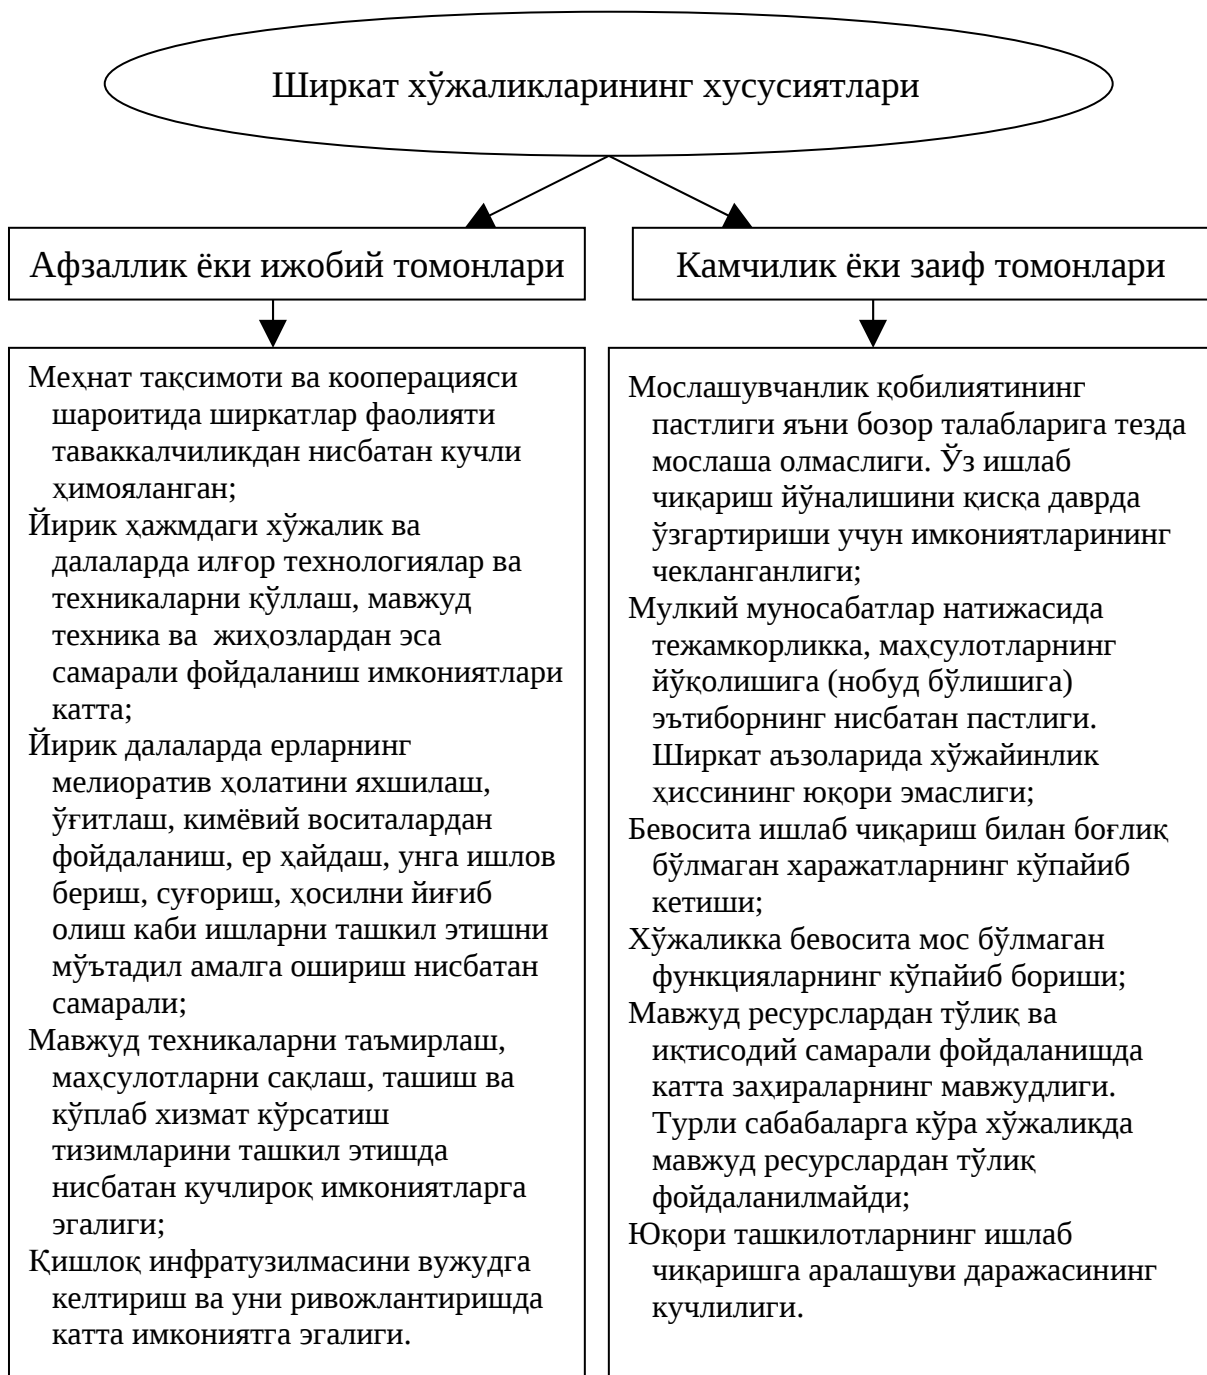 Ширкат хўжаликларининг хусусиятлари
Афзаллик ёки ижобий томонлари
Камчилик ёки заиф томонлари
Меҳнат тақсимоти ва кооперацияси
шароитида ширкатлар фаолияти
таваккалчиликдан нисбатан кучли
ҳимояланган;
Йирик ҳажмдаги хўжалик ва
далаларда илғор технологиялар ва
техникаларни қўллаш, мавжуд
техника ва жиҳозлардан эса
самарали фойдаланиш имкониятлари
катта;
Йирик далаларда ерларнинг
мелиоратив ҳолатини яхшилаш,
ўғитлаш, кимёвий воситалардан
фойдаланиш, ер ҳайдаш, унга ишлов
бериш, суғориш, ҳосилни йиғиб
олиш каби ишларни ташкил этишни
мўътадил амалга ошириш нисбатан
самарали;
Мавжуд техникаларни таъмирлаш,
маҳсулотларни сақлаш, ташиш ва
кўплаб хизмат кўрсатиш
тизимларини ташкил этишда
нисбатан кучлироқ имкониятларга
эгалиги;
Қишлоқ инфратузилмасини вужудга
келтириш ва уни ривожлантиришда
катта имкониятга эгалиги.
Мослашувчанлик қобилиятининг
пастлиги яъни бозор талабларига тезда
мослаша олмаслиги. Ўз ишлаб
чиқариш йўналишини қисқа даврда
ўзгартириши учун имкониятларининг
чекланганлиги;
Мулкий муносабатлар натижасида
тежамкорликка, маҳсулотларнинг
йўқолишига (нобуд бўлишига)
эътиборнинг нисбатан пастлиги.
Ширкат аъзоларида хўжайинлик
ҳиссининг юқори эмаслиги;
Бевосита ишлаб чиқариш билан боғлиқ
бўлмаган харажатларнинг кўпайиб
кетиши;
Хўжаликка бевосита мос бўлмаган
функцияларнинг кўпайиб бориши;
Мавжуд ресурслардан тўлиқ ва
иқтисодий самарали фойдаланишда
катта заҳираларнинг мавжудлиги.
Турли сабабаларга кўра хўжаликда
мавжуд ресурслардан тўлиқ
фойдаланилмайди;
Юқори ташкилотларнинг ишлаб
чиқаришга аралашуви даражасининг
кучлилиги.